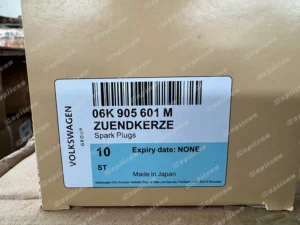 VOLKSWAGEN
GROUP
06K 905 601 M
ZUENDKERZE
Spark Plugs
10
ST
Expiry date: NONE
Made in Japan